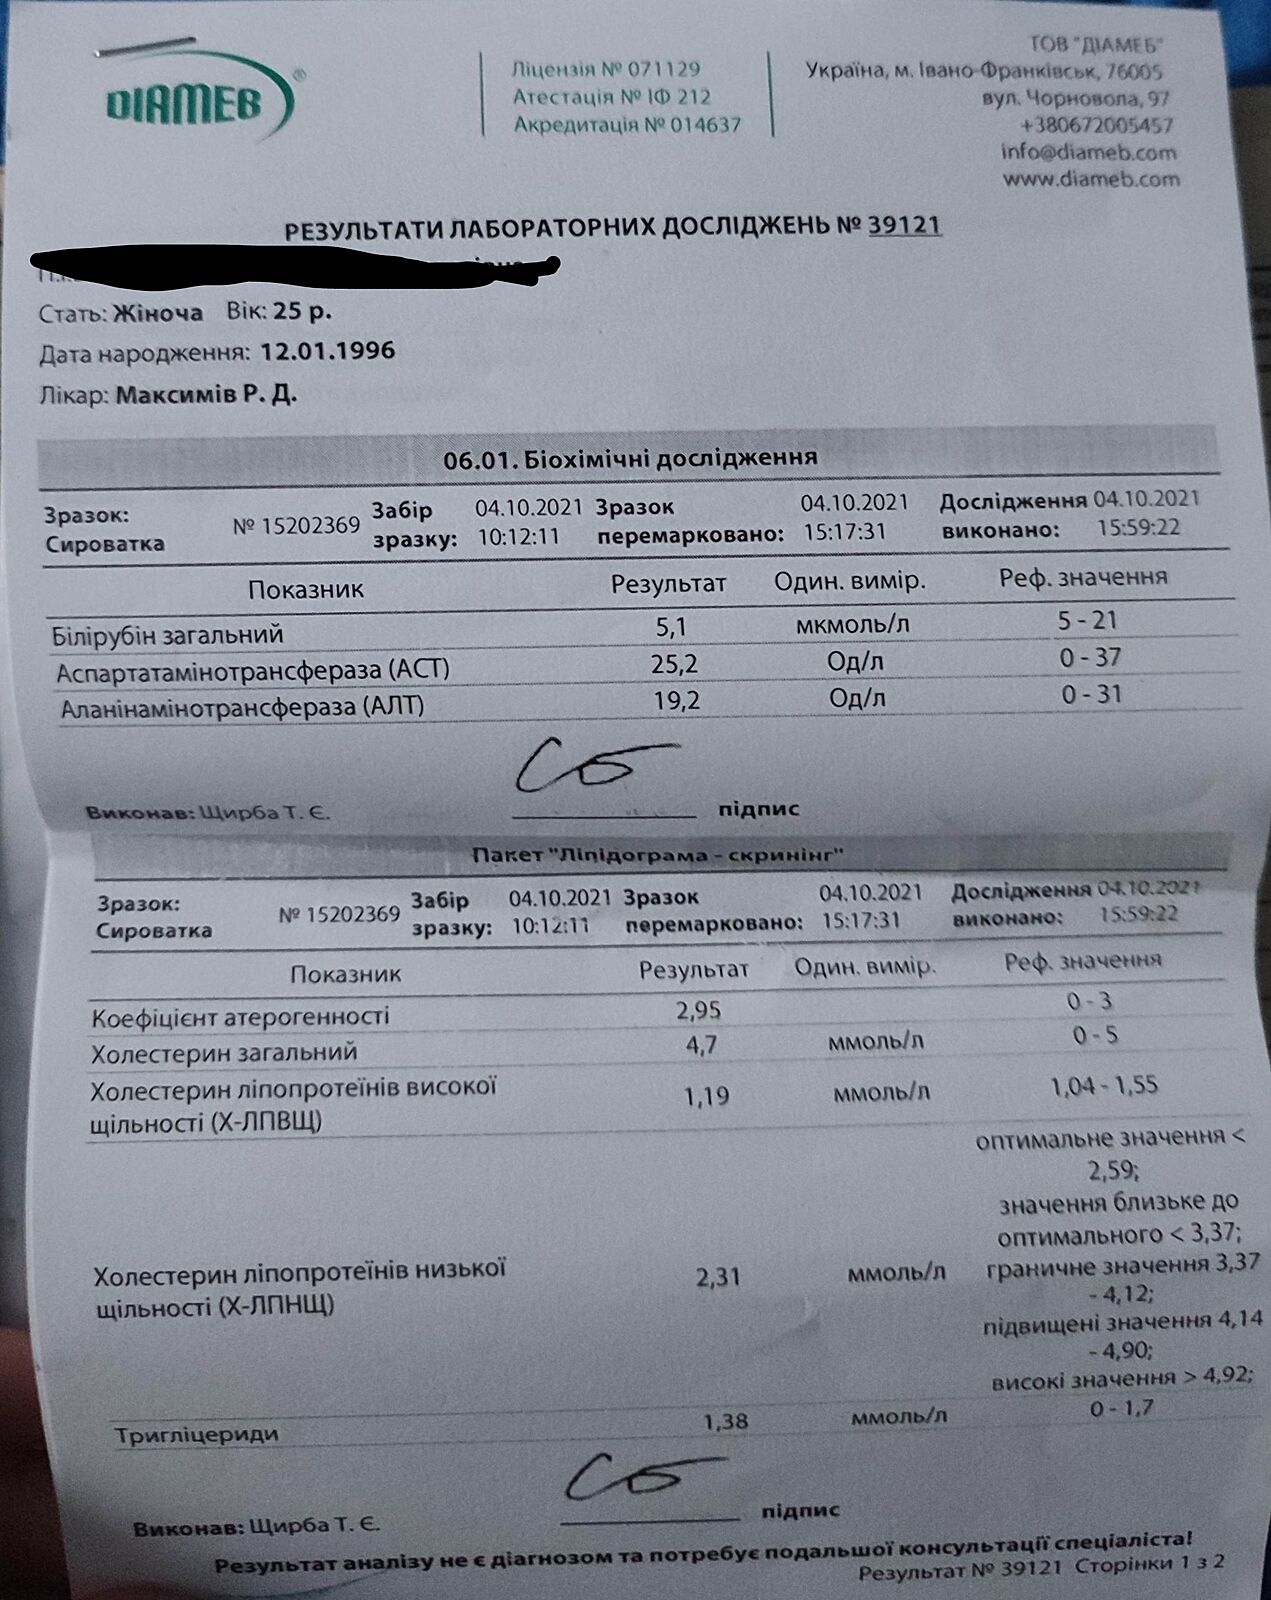 DIAMEB®
Ліцензія № 071129
Атестація № ІФ 212
Акредитація № 014637
ТОВ "ДІАМЕБ"
Україна, м. Івано-Франківськ, 76005
вул. Чорновола, 97
+380672005457
info@diameb.com
www.diameb.com
РЕЗУЛЬТАТИ ЛАБОРАТОРНИХ ДОСЛІДЖЕНЬ № 39121
Стать: Жіноча Вік: 25 р.
Дата народження: 12.01.1996
Лікар: Максимів Р. Д.
06.01. Біохімічні дослідження
Зразок: Сироватка № 15202369 Забір зразку: 04.10.2021 10:12:11 Зразок перемарковано: 04.10.2021 15:17:31 Дослідження виконано: 04.10.2021 15:59:22
Показник Результат Один. вимір. Реф. значення
Білірубін загальний 5,1 мкмоль/л 5 - 21
Аспартатамінотрансфераза (АСТ) 25,2 Од/л 0 - 37
Аланінамінотрансфераза (АЛТ) 19,2 Од/л 0 - 31
Виконав: Щирба Т. Є. підпис
Пакет "Ліпідограма - скринінг"
Зразок: Сироватка № 15202369 Забір зразку: 04.10.2021 10:12:11 Зразок перемарковано: 04.10.2021 15:17:31 Дослідження виконано: 04.10.2021 15:59:22
Показник Результат Один. вимір. Реф. значення
Коефіцієнт атерогенності 2,95 0 - 3
Холестерин загальний 4,7 ммоль/л 0 - 5
Холестерин ліпопротеїнів високої
щільності (Х-ЛПВЩ) 1,19 ммоль/л 1,04 - 1,55
Холестерин ліпопротеїнів низької
щільності (Х-ЛПНЩ) 2,31 ммоль/л
оптимальне значення <
2,59;
значення близьке до
оптимального < 3,37;
граничне значення 3,37
- 4,12;
підвищені значення 4,14
- 4,90;
високі значення > 4,92;
Тригліцериди 1,38 ммоль/л 0 - 1,7
Виконав: Щирба Т. Є. підпис
Результат аналізу не є діагнозом та потребує подальшої консультації спеціаліста!
Результат № 39121 Сторінки 1 з 2